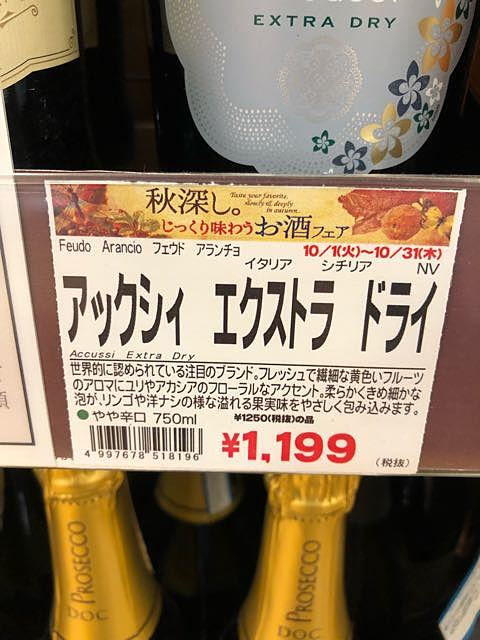 EXTRA DRY
秋深し。
Taste your favorite,
slowly & deeply
in autumn.
じっくり味わうお酒フェア
Feudo Arancio フェウド アランチョ
10/1(火)～10/31(木)
イタリア シチリア NV
アックシィ エクストラ ドライ
Accussi Extra Dry
世界的に認められている注目のブランド。フレッシュで繊細な黄色いフルーツ
のアロマにユリやアカシアのフローラルなアクセント。柔らかくきめ細かな
泡が、リンゴや洋ナシの様な溢れる果実味をやさしく包み込みます。
●やや辛口 750ml
¥1250(税抜)の品
¥1,199
(税抜)
4 997678 518196
PROSECCO
DOC
PROSECCO
DOC